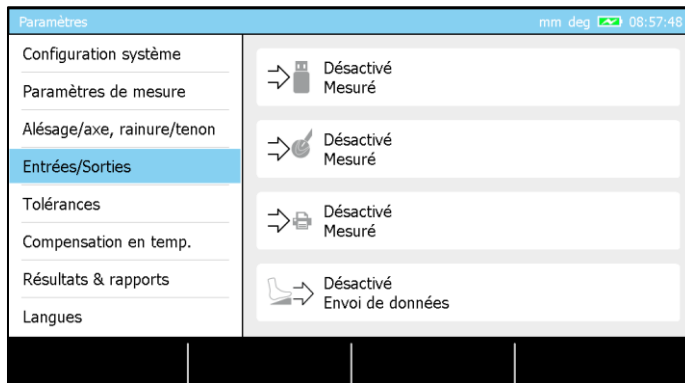 Paramètres
mm deg 08:57:48
Configuration système
Paramètres de mesure
Alésage/axe, rainure/tenon
Entrées/Sorties
Tolérances
Compensation en temp.
Résultats & rapports
Langues
Désactivé
Mesuré
Désactivé
Mesuré
Désactivé
Mesuré
Désactivé
Envoi de données